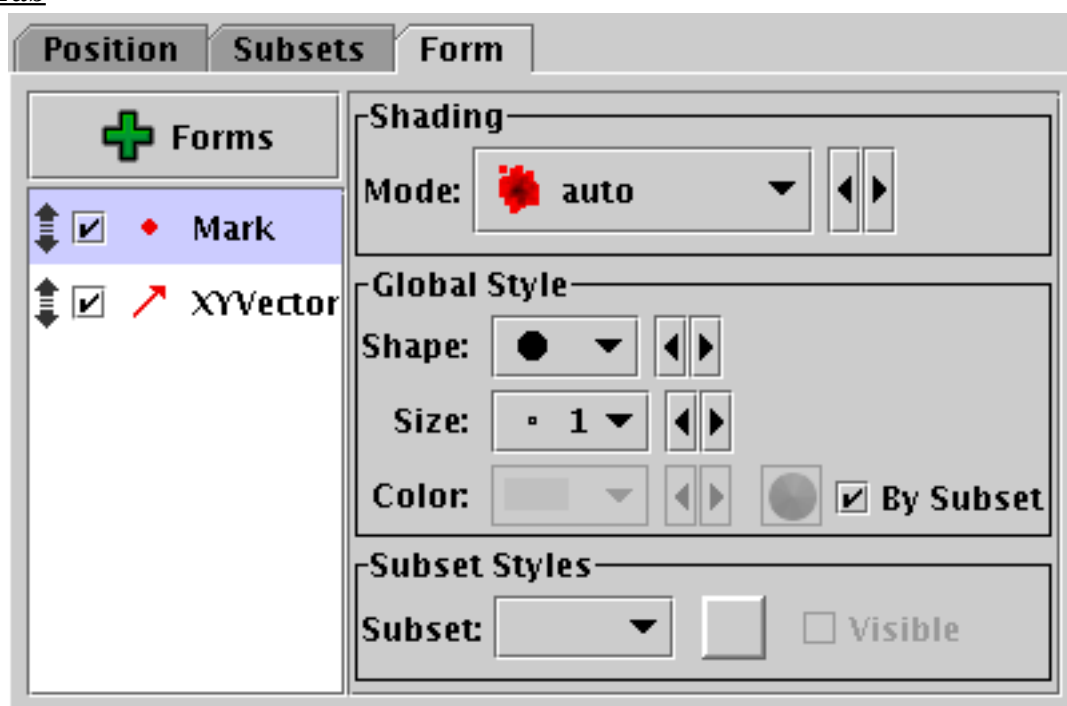 Position Subsets Form
Forms
Mark
XYVector
Shading
Mode: auto
Global Style
Shape:
Size: 1
Color: By Subset
Subset Styles
Subset: Visible